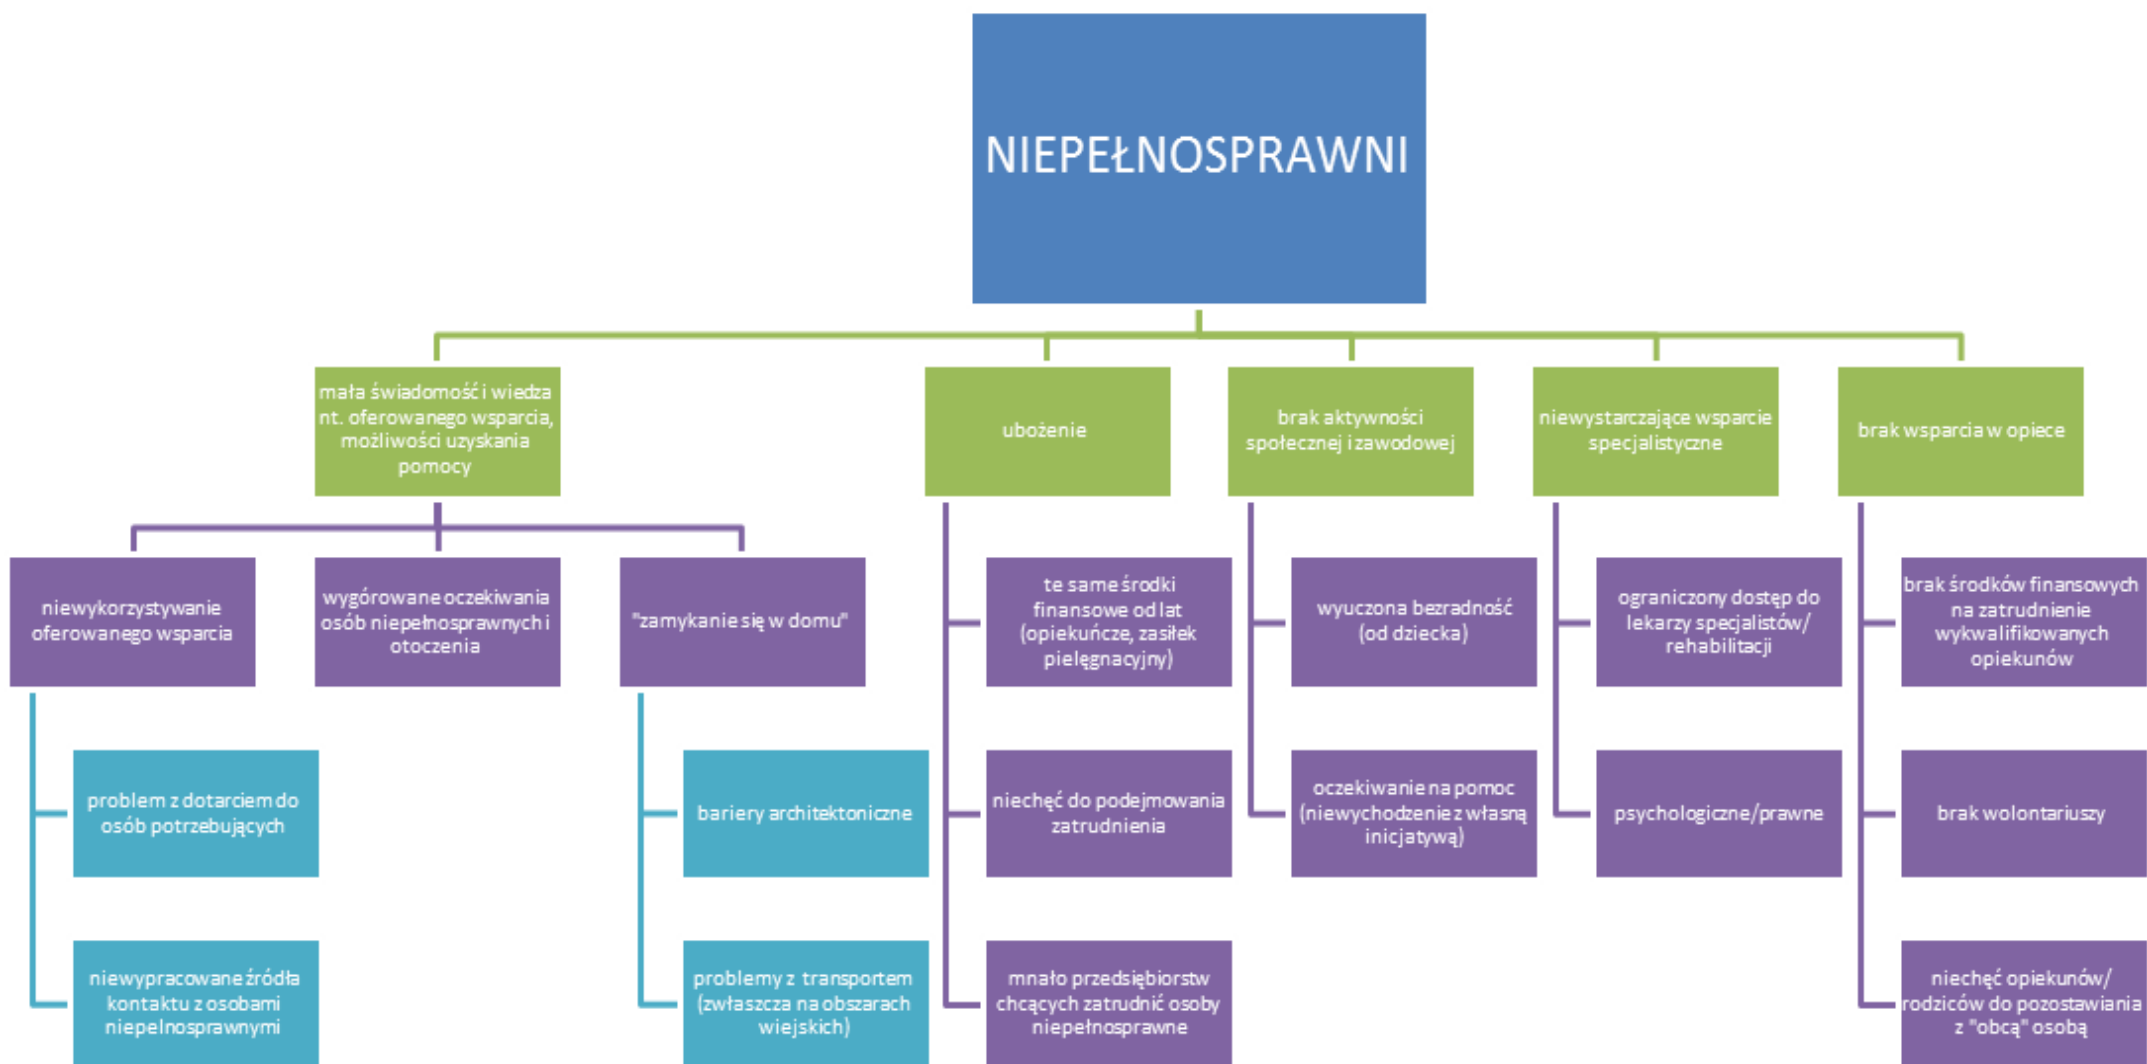 NIEPEŁNOSPRAWNI
mała świadomość i wiedza
nt. oferowanego wsparcia,
możliwości uzyskania
pomocy
ubożenie
brak aktywności
społecznej i zawodowej
niewystarczające wsparcie
specjalistyczne
brak wsparcia w opiece
niewykorzystywanie
oferowanego wsparcia
wygórowane oczekiwania
osób niepełnosprawnych i
otoczenia
"zamykanie się w domu"
te same środki
finansowe od lat
(opiekuńcze, zasiłek
pielęgnacyjny)
wyuczona bezradność
(od dziecka)
ograniczony dostęp do
lekarzy specjalistów/
rehabilitacji
brak środków finansowych
na zatrudnienie
wykwalifikowanych
opiekunów
problem z dotarciem do
osób potrzebujących
bariery architektoniczne
niechęć do podejmowania
zatrudnienia
oczekiwanie na pomoc
(niewychodzenie z własną
inicjatywą)
psychologiczne/prawne
brak wolontariuszy
niewypracowane źródła
kontaktu z osobami
niepelnosprawnymi
problemy z transportem
(zwłaszcza na obszarach
wiejskich)
mnało przedsiębiorstw
chcących zatrudnić osoby
niepełnosprawne
niechęć opiekunów/
rodziców do pozostawiania
z "obcą" osobą